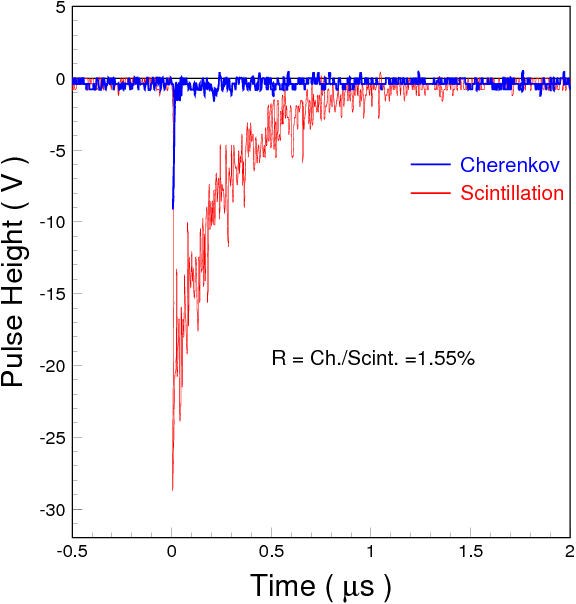 5
0
-5
-10
-15
-20
-25
-30
Pulse Height ( V )
Cherenkov
Scintillation
R = Ch./Scint. =1.55%
-0.5 0 0.5 1 1.5 2
Time ( μs )